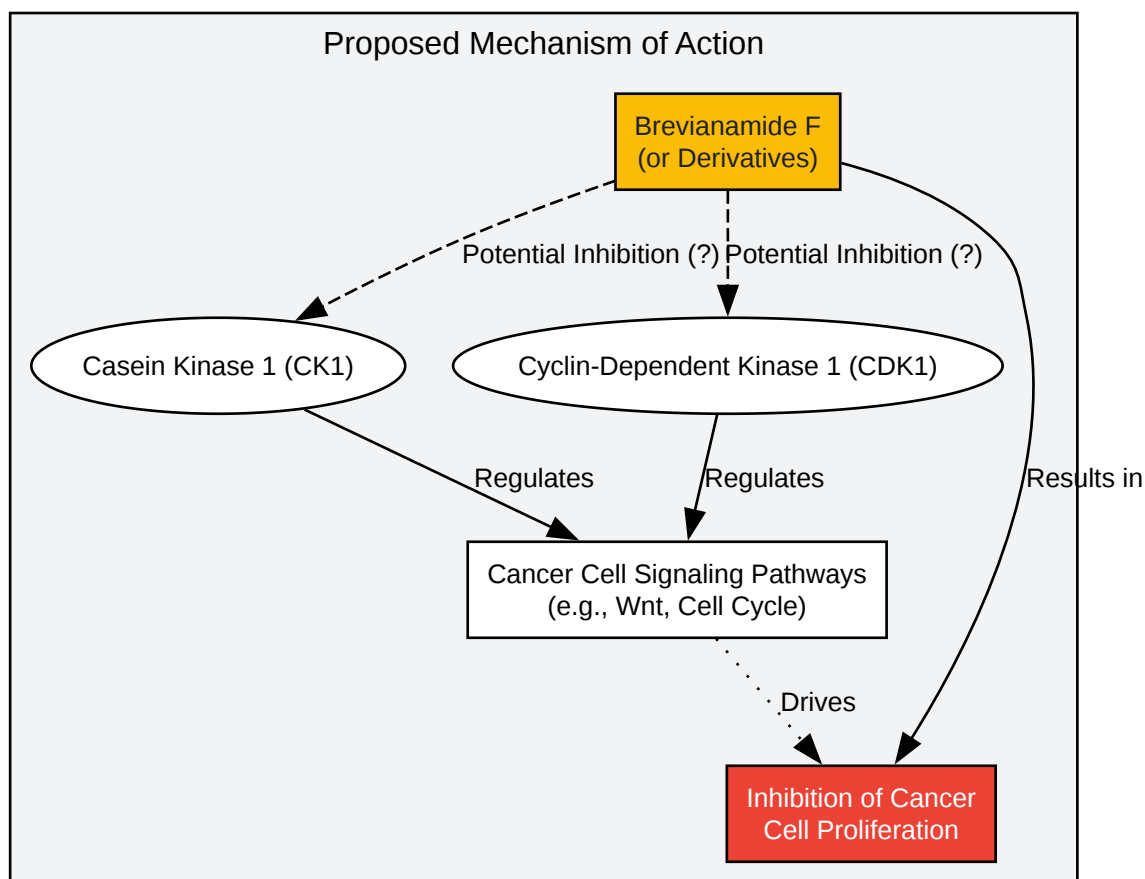 Proposed Mechanism of Action
Brevianamide F
(or Derivatives)
Potential Inhibition (?)
Potential Inhibition (?)
Casein Kinase 1 (CK1)
Cyclin-Dependent Kinase 1 (CDK1)
Regulates
Regulates
Results in
Cancer Cell Signaling Pathways
(e.g., Wnt, Cell Cycle)
Drives
Inhibition of Cancer
Cell Proliferation